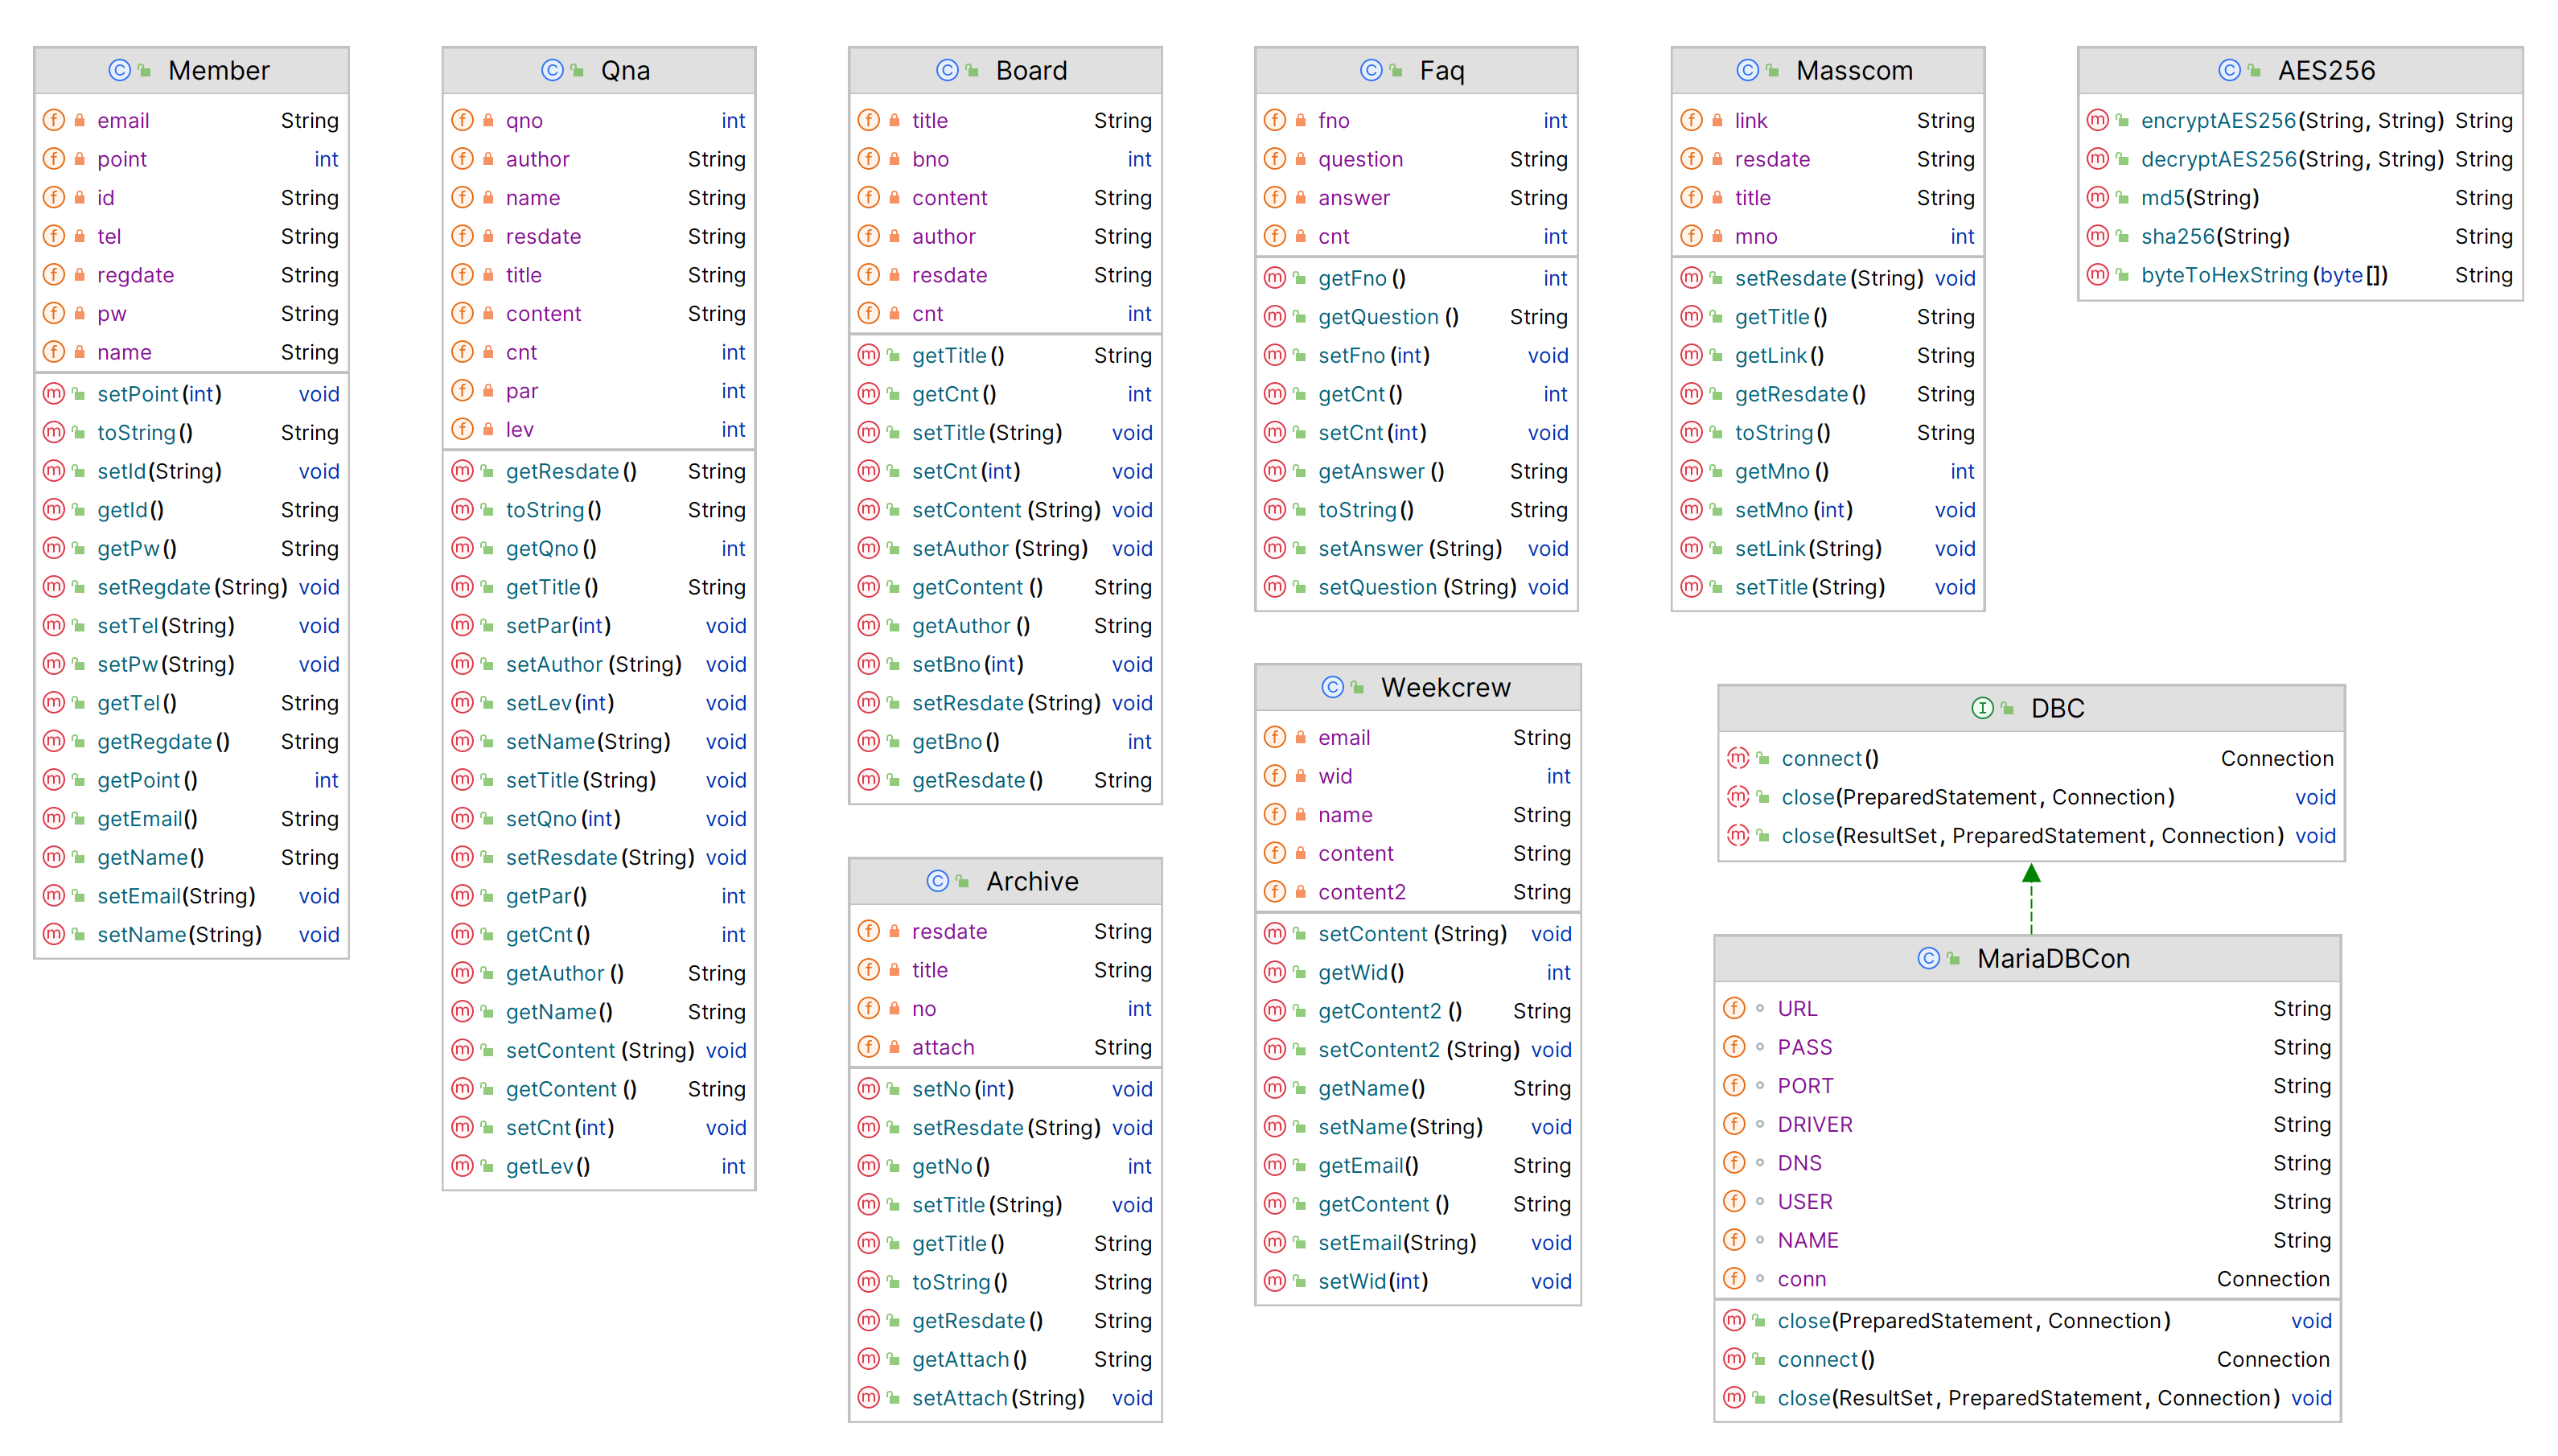 Member
email String
point int
id String
tel String
regdate String
pw String
name String
setPoint(int) void
toString() String
setId(String) void
getId() String
getPw() String
setRegdate(String) void
setTel(String) void
setPw(String) void
getTel() String
getRegdate() String
getPoint() int
getEmail() String
getName() String
setEmail(String) void
setName(String) void
Qna
qno int
author String
name String
resdate String
title String
content String
cnt int
par int
lev int
getResdate() String
toString() String
getQno() int
getTitle() String
setPar(int) void
setAuthor(String) void
setLev(int) void
setName(String) void
setTitle(String) void
setQno(int) void
setResdate(String) void
getPar() int
getCnt() int
getAuthor() String
getName() String
setContent(String) void
getContent() String
setCnt(int) void
getLev() int
Board
title String
bno int
content String
author String
resdate String
cnt int
getTitle() String
getCnt() int
setTitle(String) void
setCnt(int) void
setContent(String) void
setAuthor(String) void
getContent() String
getAuthor() String
setBno(int) void
setResdate(String) void
getBno() int
getResdate() String
Archive
resdate String
title String
no int
attach String
setNo(int) void
setResdate(String) void
getNo() int
setTitle(String) void
getTitle() String
toString() String
getResdate() String
getAttach() String
setAttach(String) void
Faq
fno int
question String
answer String
cnt int
getFno() int
getQuestion() String
setFno(int) void
getCnt() int
setCnt(int) void
getAnswer() String
toString() String
setAnswer(String) void
setQuestion(String) void
Weekcrew
email String
wid int
name String
content String
content2 String
setContent(String) void
getWid() int
getContent2() String
setContent2(String) void
getName() String
setName(String) void
getEmail() String
getContent() String
setEmail(String) void
setWid(int) void
Masscom
link String
resdate String
title String
mno int
setResdate(String) void
getTitle() String
getLink() String
getResdate() String
toString() String
getMno() int
setMno(int) void
setLink(String) void
setTitle(String) void
AES256
encryptAES256(String, String) String
decryptAES256(String, String) String
md5(String) String
sha256(String) String
byteToHexString(byte[]) String
DBC
connect() Connection
close(PreparedStatement, Connection) void
close(ResultSet, PreparedStatement, Connection) void
MariaDBCon
URL String
PASS String
PORT String
DRIVER String
DNS String
USER String
NAME String
conn Connection
close(PreparedStatement, Connection) void
connect() Connection
close(ResultSet, PreparedStatement, Connection) void